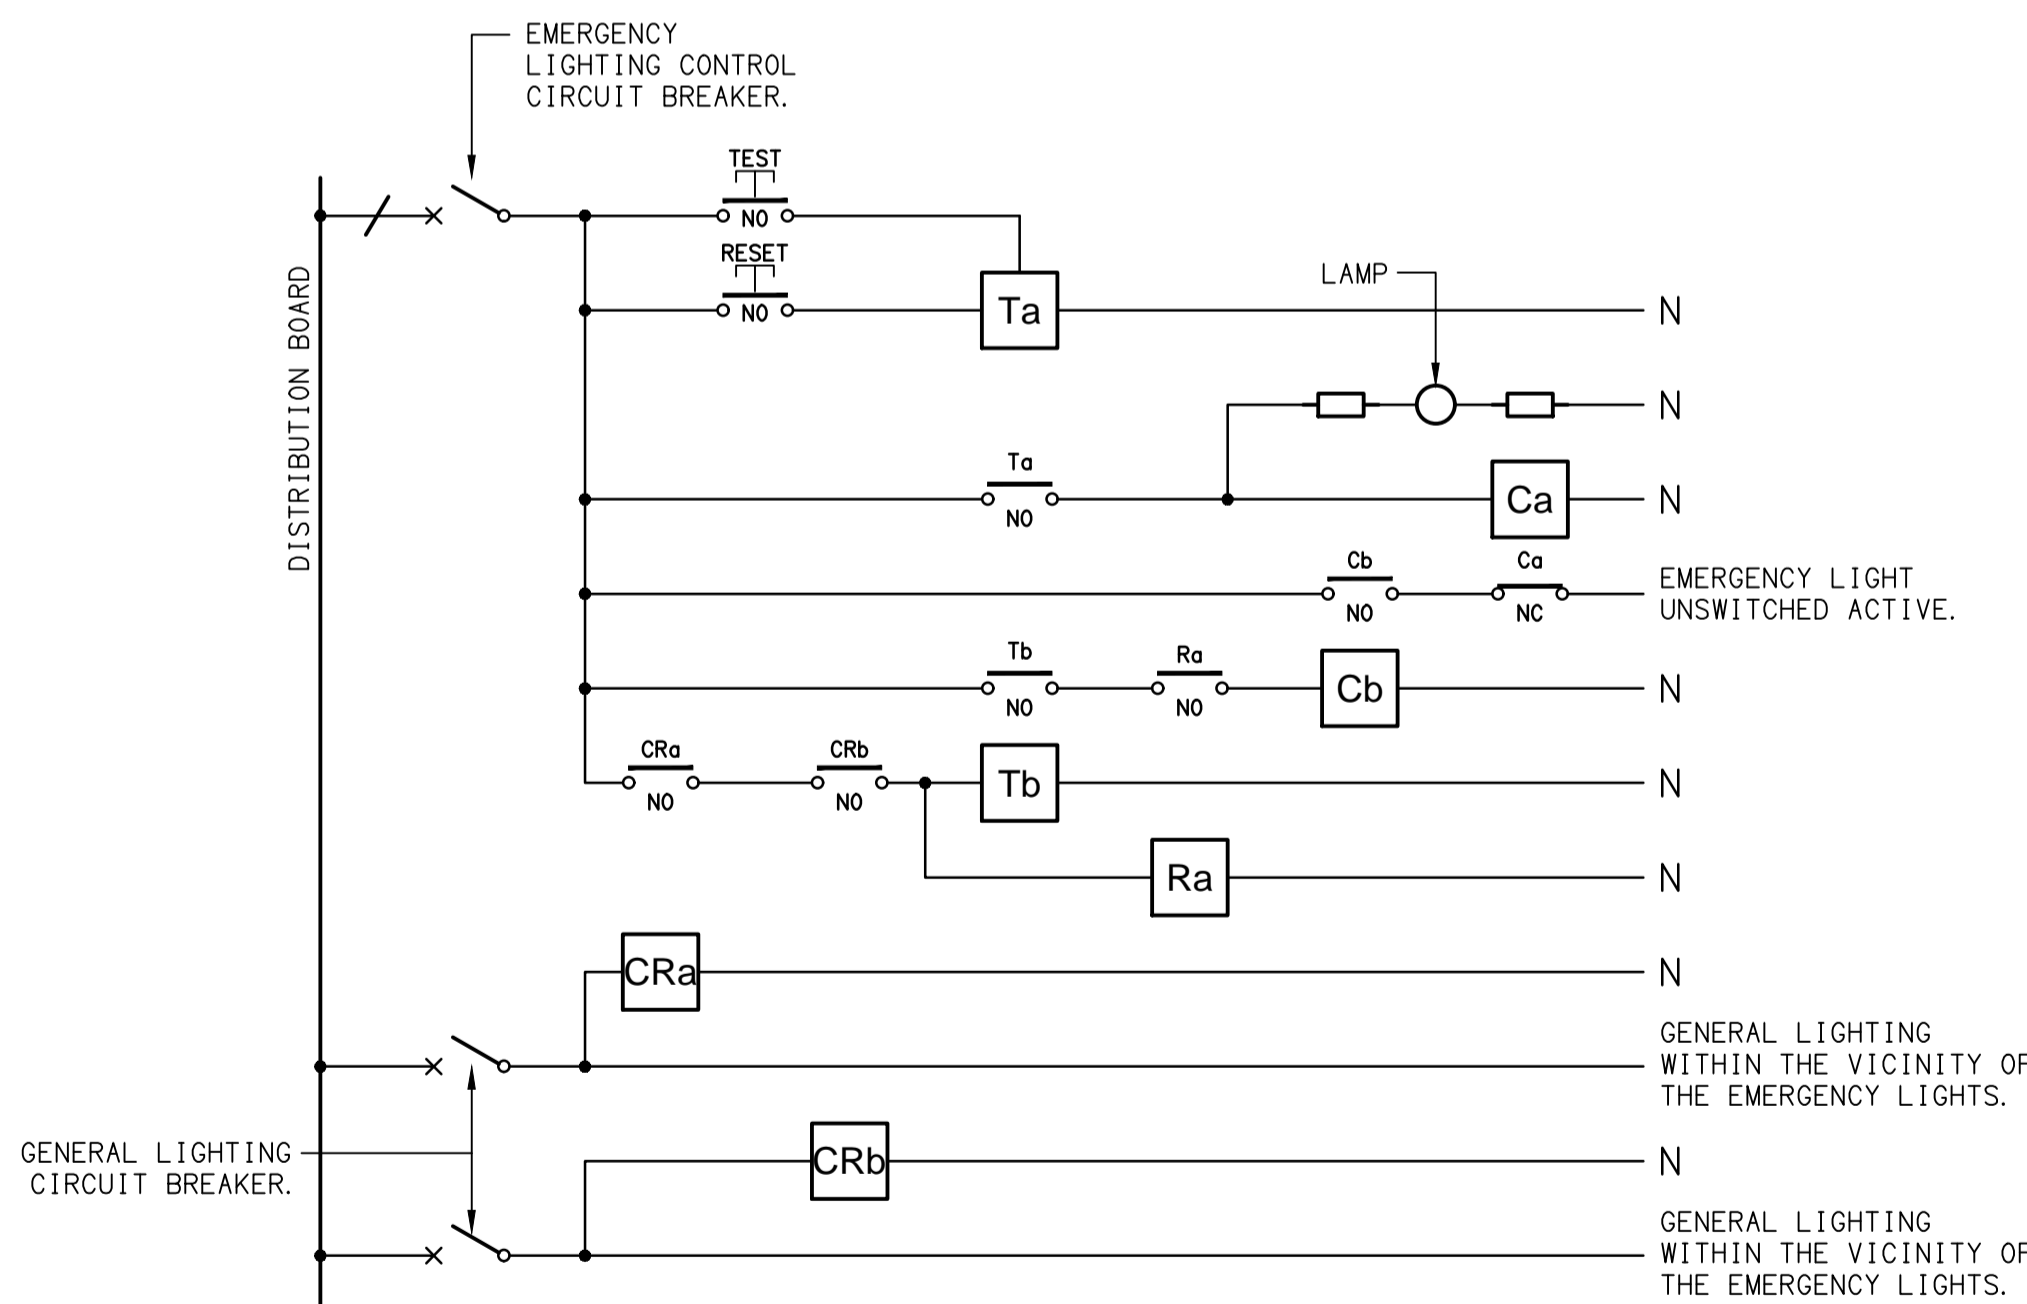 EMERGENCY
LIGHTING CONTROL
CIRCUIT BREAKER.
TEST
NO
RESET
NO
DISTRIBUTION BOARD
Ta
N
LAMP
N
Ta
NO
Ca
N
Cb
NO
Ca
NC
EMERGENCY LIGHT
UNSWITCHED ACTIVE.
Tb
NO
Ra
NO
Cb
N
CRa
NO
CRb
NO
Tb
N
Ra
N
CRa
N
GENERAL LIGHTING
WITHIN THE VICINITY OF
THE EMERGENCY LIGHTS.
GENERAL LIGHTING
CIRCUIT BREAKER.
CRb
N
GENERAL LIGHTING
WITHIN THE VICINITY OF
THE EMERGENCY LIGHTS.